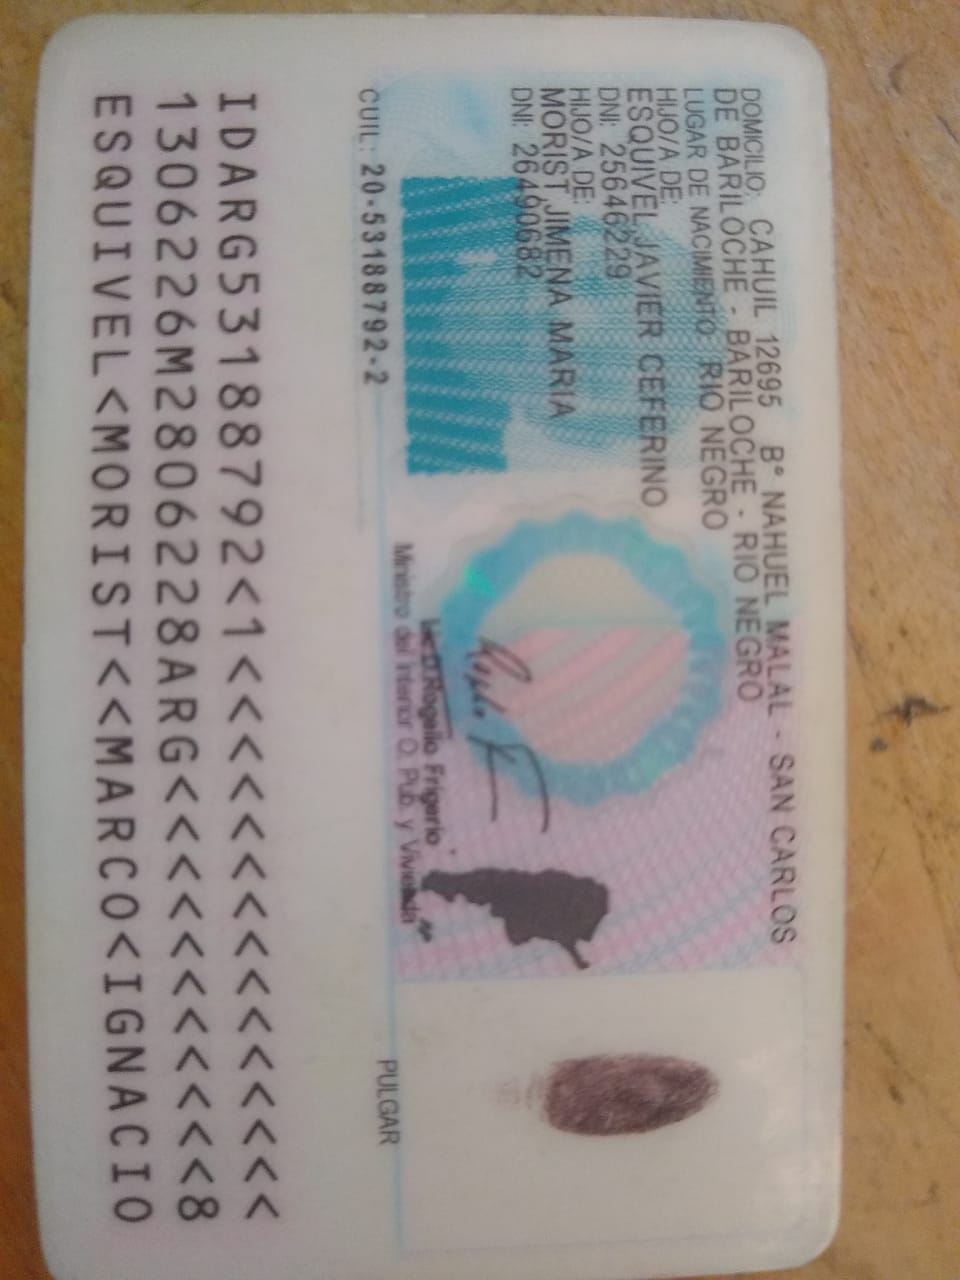 DOMICILIO: CAHUIL 12695 B° NAHUEL MALAL - SAN CARLOS
DE BARILOCHE - BARILOCHE - RIO NEGRO
LUGAR DE NACIMIENTO: RIO NEGRO
HIJO/A DE:
ESQUIVEL JAVIER CEFERINO
DNI: 25646229
HIJO/A DE:
MORIST JIMENA MARIA
DNI: 26490682
Rogelio Frigerio
Ministro del Interior O. Pub. y Vivienda
CUIL: 20-53188792-2
PULGAR
IDARG53188792<1<<<<<<<<<<<<<<<
1306226M2806228ARG<<<<<<<<<<<8
ESQUIVEL<MORIST<<MARCO<IGNACIO